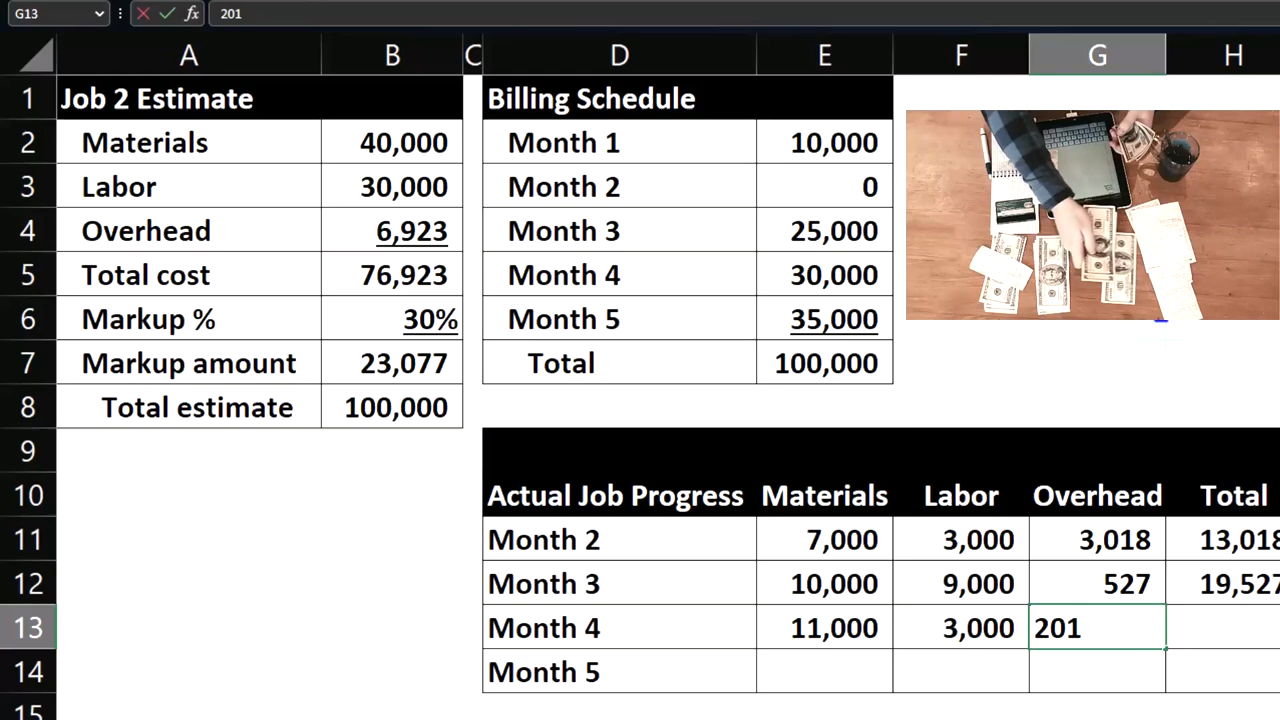 G13 fx 201
A B C D E F G H
1 Job 2 Estimate Billing Schedule
2 Materials 40,000 Month 1 10,000
3 Labor 30,000 Month 2 0
4 Overhead 6,923 Month 3 25,000
5 Total cost 76,923 Month 4 30,000
6 Markup % 30% Month 5 35,000
7 Markup amount 23,077 Total 100,000
8 Total estimate 100,000
9
10 Actual Job Progress Materials Labor Overhead Total
11 Month 2 7,000 3,000 3,018 13,018
12 Month 3 10,000 9,000 527 19,527
13 Month 4 11,000 3,000 201
14 Month 5
15